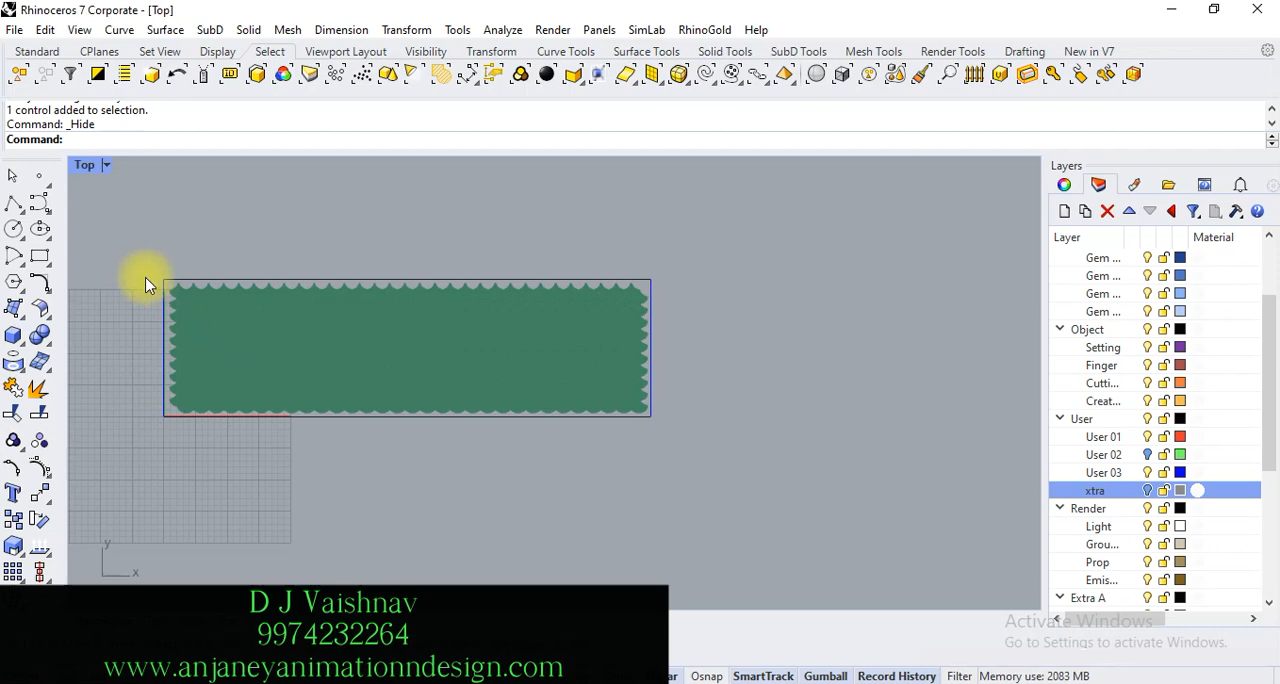 Rhinoceros 7 Corporate - [Top]
File Edit View Curve Surface SubD Solid Mesh Dimension Transform Tools Analyze Render Panels SimLab RhinoGold Help
Standard CPlanes Set View Display Select Viewport Layout Visibility Transform Curve Tools Surface Tools Solid Tools SubD Tools Mesh Tools Render Tools Drafting New in V7
1 control added to selection.
Command: _Hide
Command:
Top
Layers
Layer Material
Gem ...
Gem ...
Gem ...
Gem ...
Object
Setting
Finger
Cutti...
Creat...
User
User 01
User 02
User 03
xtra
Render
Light
Grou...
Prop
Emis...
Extra A
y
x
D J Vaishnav
9974232264
www.anjaneyanimationndesign.com
Activate Windows
Go to Settings to activate Windows.
Osnap SmartTrack Gumball Record History Filter Memory use: 2083 MB